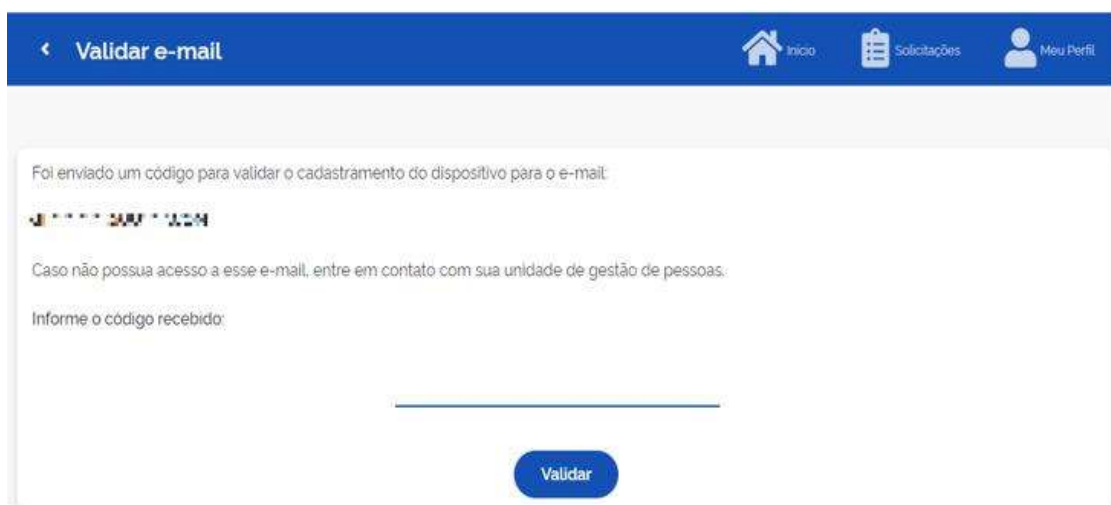 Validar e-mail
Início
Solicitações
Meu Perfil
Foi enviado um código para validar o cadastramento do dispositivo para o e-mail:
Caso não possua acesso a esse e-mail, entre em contato com sua unidade de gestão de pessoas.
Informe o código recebido:
Validar